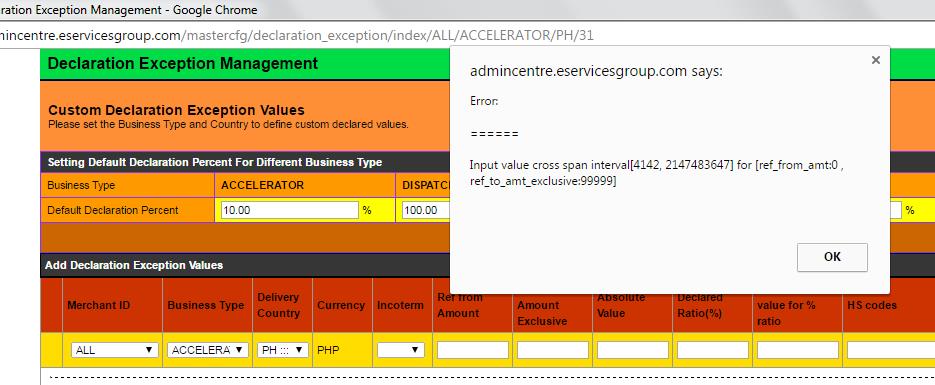 ration Exception Management - Google Chrome
mincentre.eservicesgroup.com/mastercfg/declaration_exception/index/ALL/ACCELERATOR/PH/31
Declaration Exception Management
Custom Declaration Exception Values
Please set the Business Type and Country to define custom declared values.
Setting Default Declaration Percent For Different Business Type
Business Type ACCELERATOR DISPATC
Default Declaration Percent 10.00 % 100.00 %
admincentre.eservicesgroup.com says:
Error:
======
Input value cross span interval[4142, 2147483647] for [ref_from_amt:0 ,
ref_to_amt_exclusive:99999]
OK
Add Declaration Exception Values
Merchant ID Business Type Delivery Country Currency Incoterm Ref from Amount Amount Exclusive Absolute Value Declared Ratio(%) value for % ratio HS codes
ALL ACCELERA PH ::: PHP